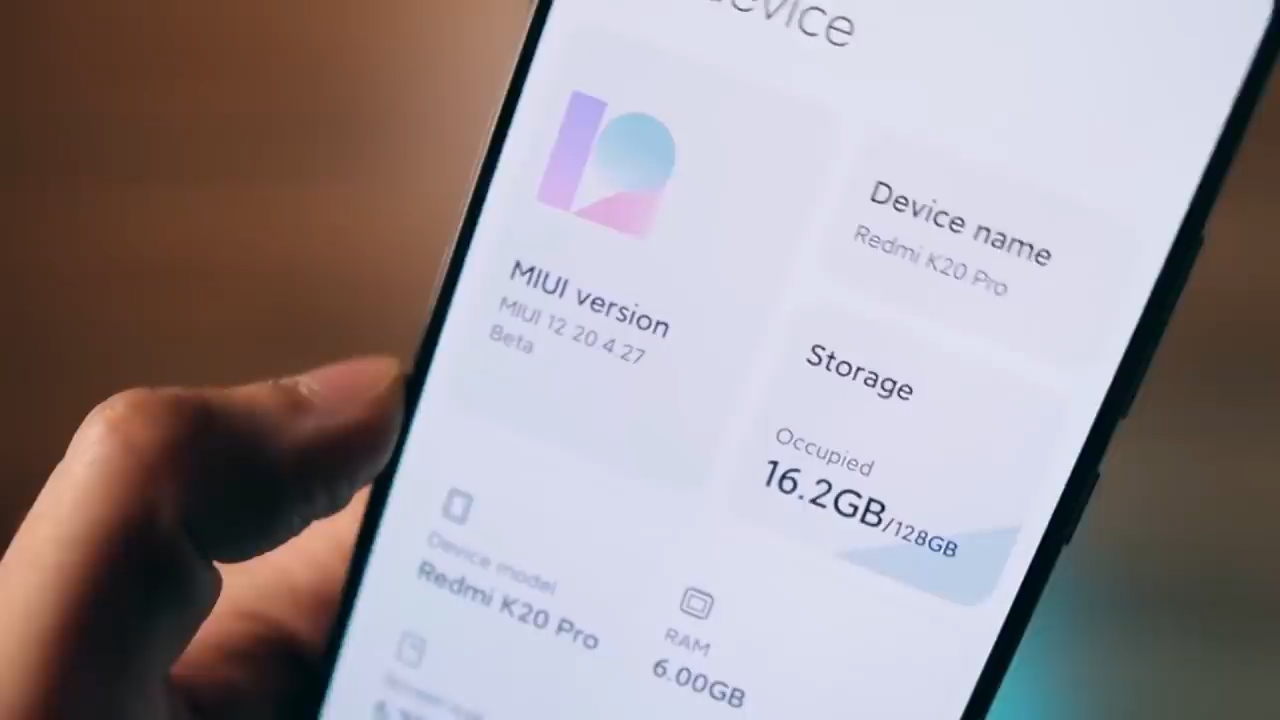 device
MIUI version
MIUI 12 20.4.27
Beta
Device name
Redmi K20 Pro
Storage
Occupied
16.2GB/128GB
Device model
Redmi K20 Pro
RAM
6.00GB